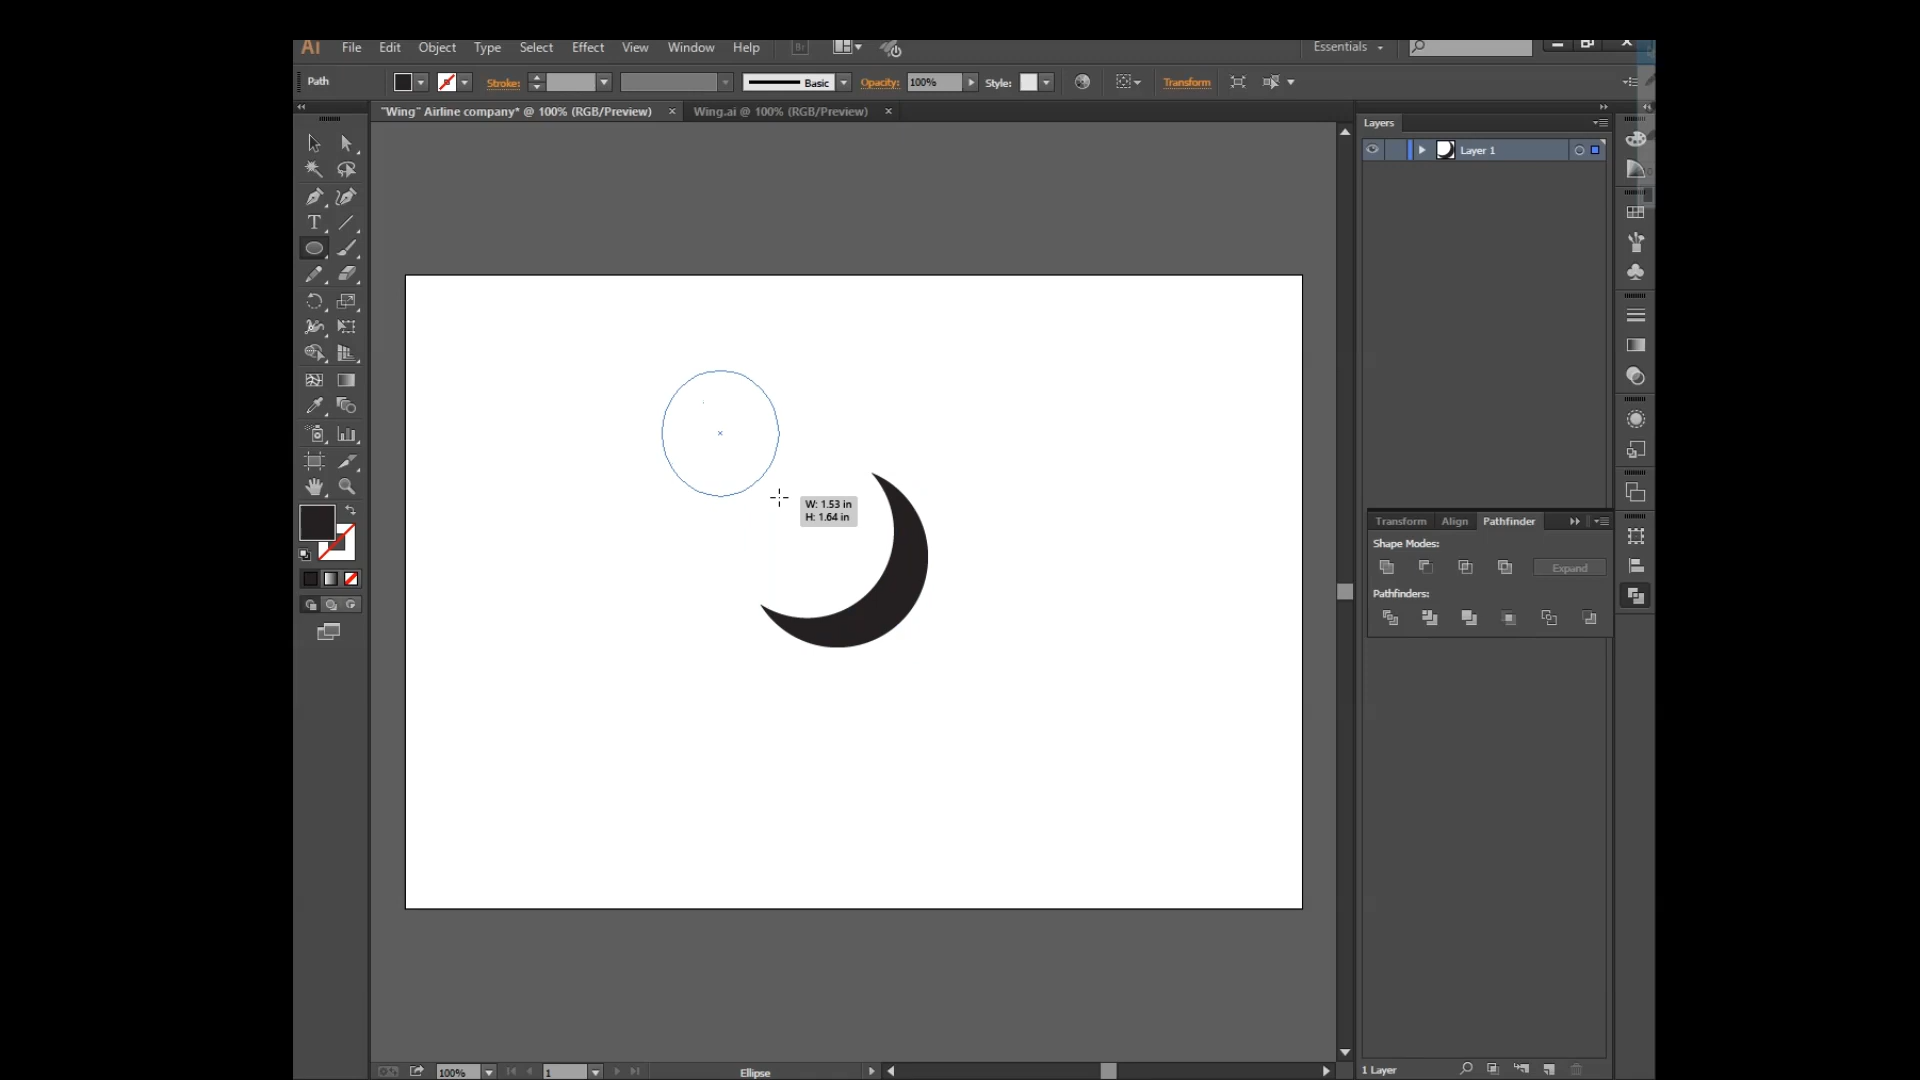 Ai File Edit Object Type Select Effect View Window Help Br Essentials
Path Stroke: Basic Opacity: 100% Style: Transform
"Wing" Airline company* @ 100% (RGB/Preview) × Wing.ai @ 100% (RGB/Preview) ×
Layers
Layer 1
W: 1.53 in
H: 1.64 in
Transform Align Pathfinder
Shape Modes:
Expand
Pathfinders:
100% 1 Ellipse 1 Layer